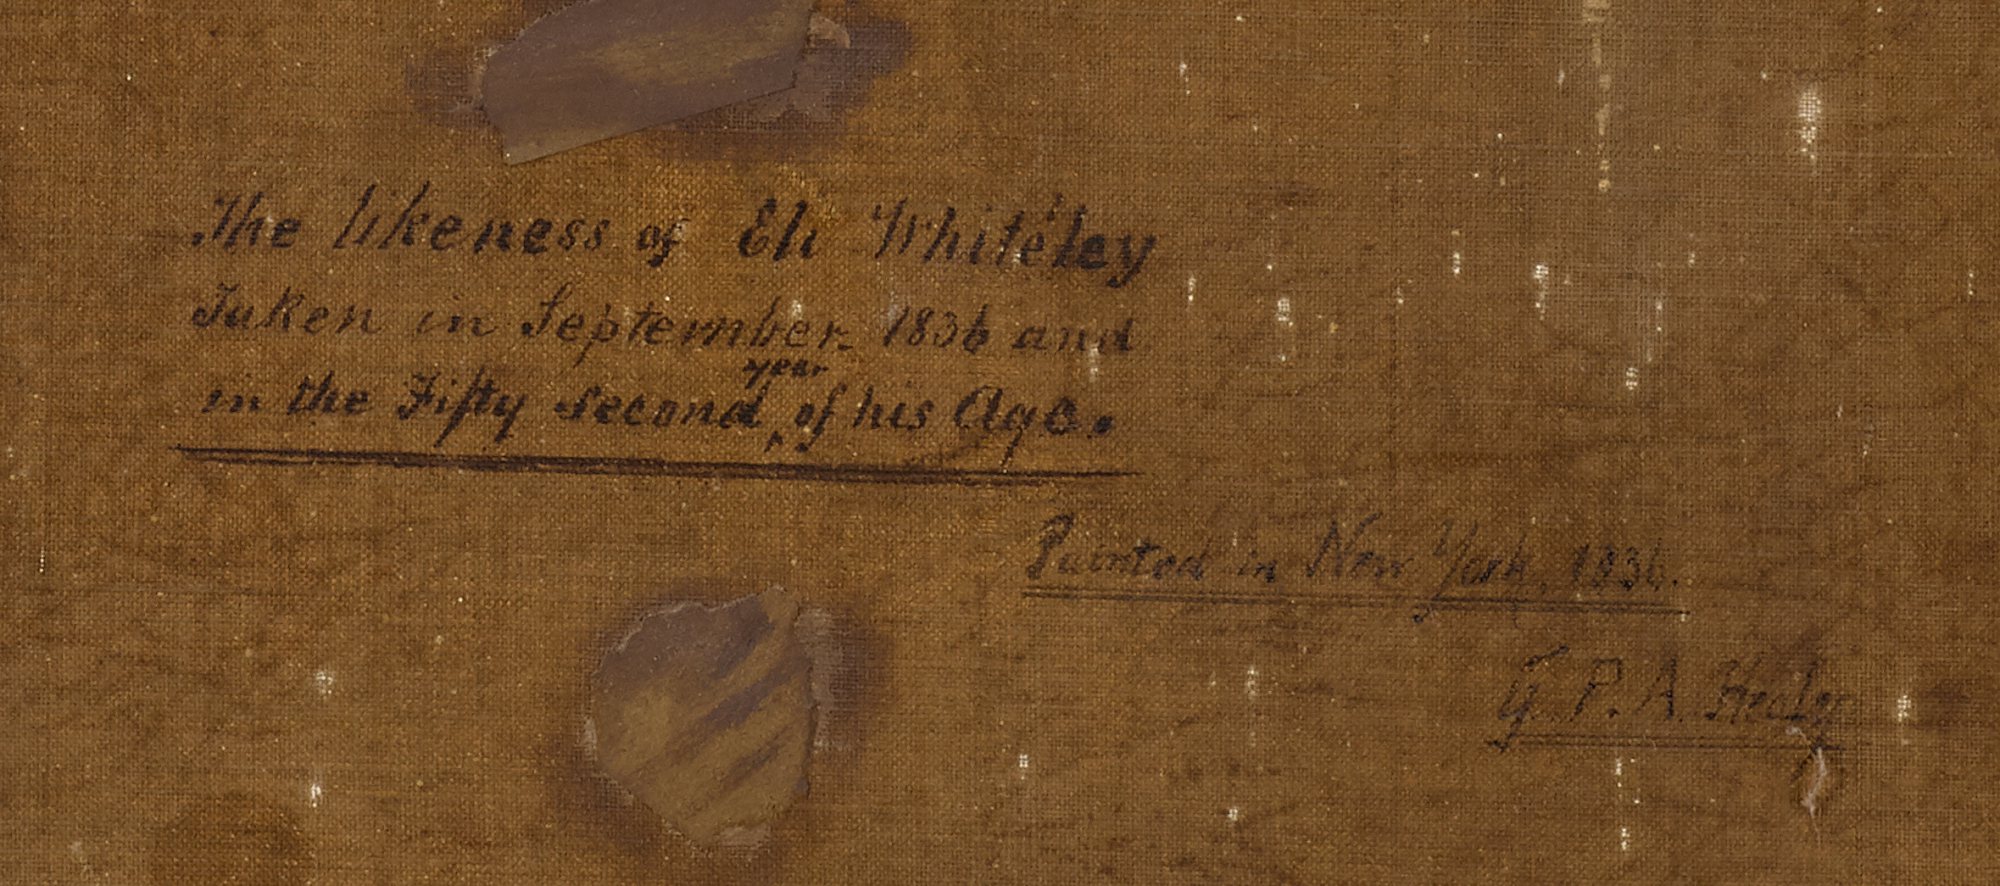 The likeness of Eli Whiteley
Taken in September 1836 and
year
in the Fifty second ‸ of his Age.
Painted in New York, 1836.
G. P. A. Healy